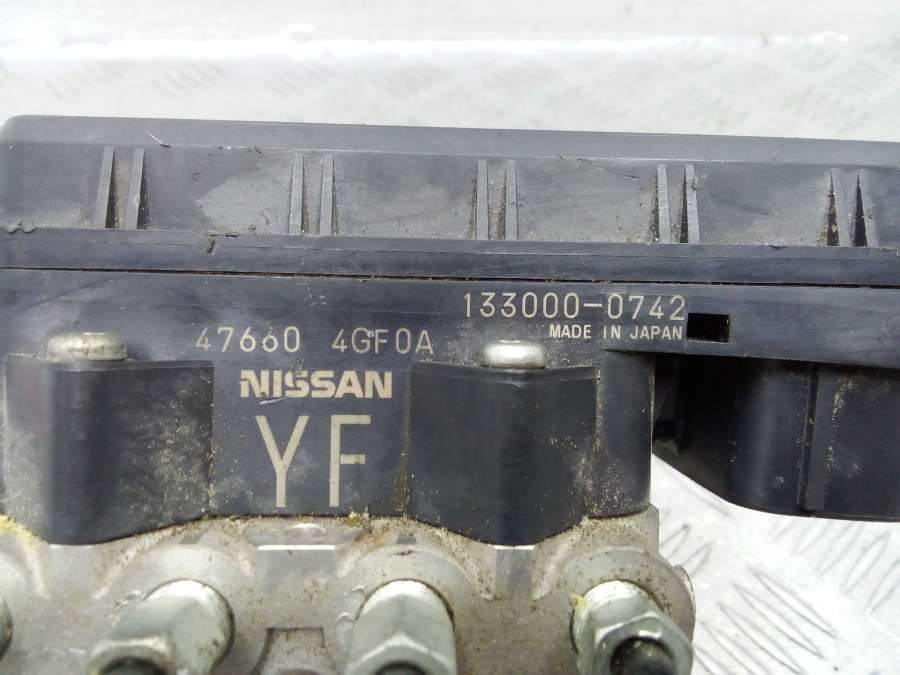 133000-0742
MADE IN JAPAN
47660 4GF0A
NISSAN
YF